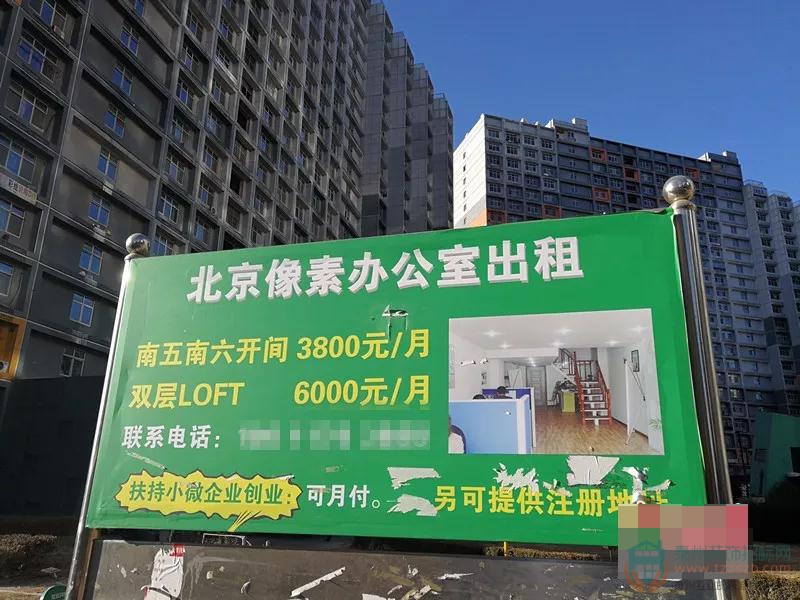 北京像素办公室出租
南五南六开间 3800元/月
双层LOFT 6000元/月
联系电话：
扶持小微企业创业：可月付。 另可提供注册地址